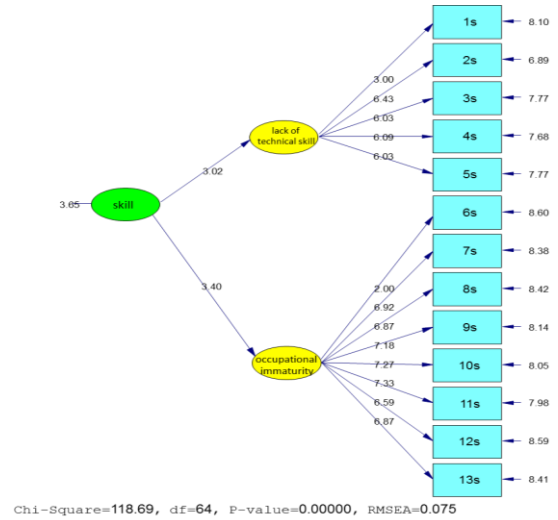 1s
8.10
2s
6.89
3.00
6.43
lack of
technical skill
3s
7.77
6.03
6.09
4s
7.68
6.03
5s
7.77
3.02
3.65
skill
6s
8.60
7s
8.38
3.40
2.00
8s
8.42
6.92
6.87
9s
8.14
7.18
occupational
immaturity
7.27
10s
8.05
7.33
11s
7.98
6.59
12s
8.59
6.87
13s
8.41
Chi-Square=118.69, df=64, P-value=0.00000, RMSEA=0.075